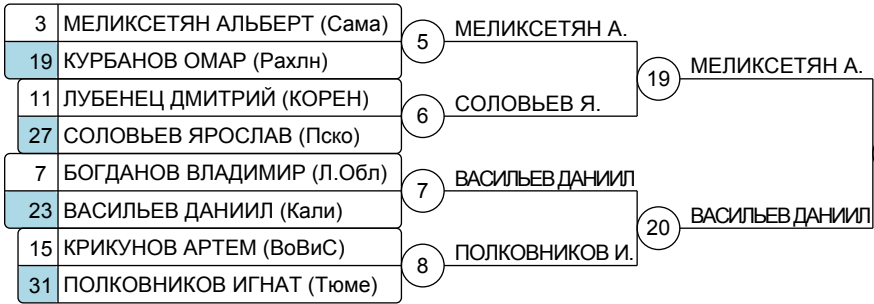 3 МЕЛИКСЕТЯН АЛЬБЕРТ (Сама)
19 КУРБАНОВ ОМАР (Рахлн)
5 МЕЛИКСЕТЯН А.
11 ЛУБЕНЕЦ ДМИТРИЙ (КОРЕН)
27 СОЛОВЬЕВ ЯРОСЛАВ (Пско)
6 СОЛОВЬЕВ Я.
19 МЕЛИКСЕТЯН А.
7 БОГДАНОВ ВЛАДИМИР (Л.Обл)
23 ВАСИЛЬЕВ ДАНИИЛ (Кали)
7 ВАСИЛЬЕВ ДАНИИЛ
15 КРИКУНОВ АРТЕМ (ВоВиС)
31 ПОЛКОВНИКОВ ИГНАТ (Тюме)
8 ПОЛКОВНИКОВ И.
20 ВАСИЛЬЕВ ДАНИИЛ